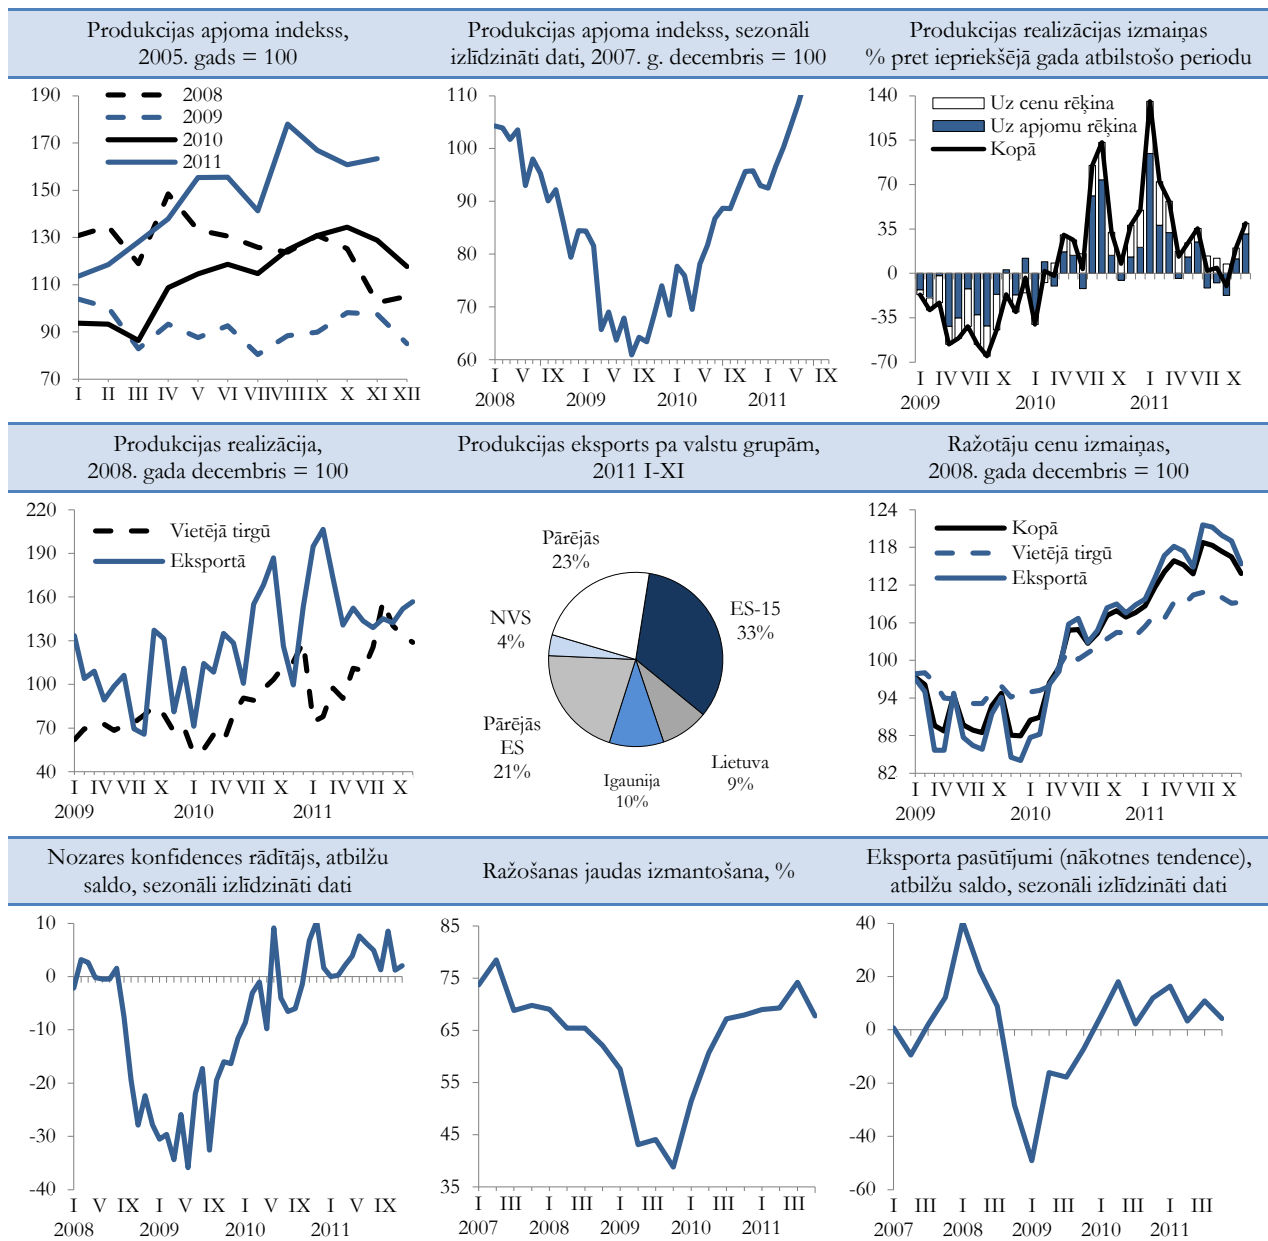 Produkcijas apjoma indekss,
2005. gads = 100
Produkcijas apjoma indekss, sezonāli
izlīdzināti dati, 2007. g. decembris = 100
Produkcijas realizācijas izmaiņas
% pret iepriekšējā gada atbilstošo periodu
190
170
150
130
110
90
70
2008
2009
2010
2011
I II III IV V VI VII VIII IX X XI XII
110
100
90
80
70
60
I V IX I V IX I V IX I V IX
2008 2009 2010 2011
140
105
70
35
0
-35
-70
Uz cenu rēķina
Uz apjomu rēķina
Kopā
I IV VII X I IV VII X I IV VII X
2009 2010 2011
Produkcijas realizācija,
2008. gada decembris = 100
Produkcijas eksports pa valstu grupām,
2011 I-XI
Ražotāju cenu izmaiņas,
2008. gada decembris = 100
220
190
160
130
100
70
40
Vietējā tirgū
Eksportā
I IV VII X I IV VII X I IV VII X
2009 2010 2011
Pārējās
23%
ES-15
33%
NVS
4%
Pārējās
ES
21%
Igaunija
10%
Lietuva
9%
124
118
112
106
100
94
88
82
Kopā
Vietējā tirgū
Eksportā
I IV VII X I IV VII X I IV VII X
2009 2010 2011
Nozares konfidences rādītājs, atbilžu
saldo, sezonāli izlīdzināti dati
Ražošanas jaudas izmantošana, %
Eksporta pasūtījumi (nākotnes tendence),
atbilžu saldo, sezonāli izlīdzināti dati
10
0
-10
-20
-30
-40
I V IX I V IX I V IX I V IX
2008 2009 2010 2011
85
75
65
55
45
35
I III I III I III I III I III
2007 2008 2009 2010 2011
40
20
0
-20
-40
-60
I III I III I III I III I III
2007 2008 2009 2010 2011